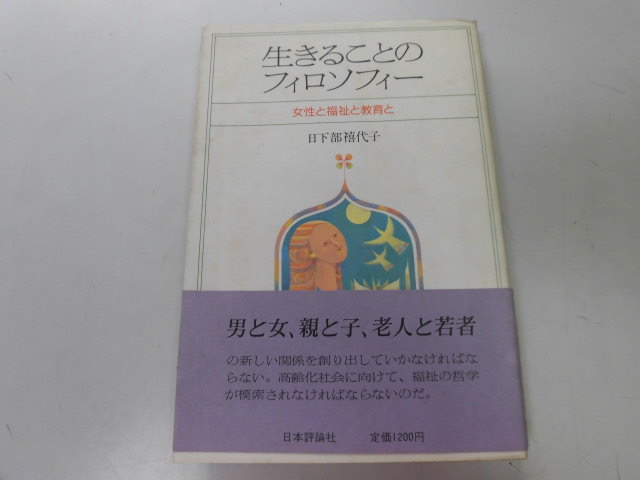 生きることの
フィロソフィー
女性と福祉と教育と
日下部禧代子
男と女、親と子、老人と若者
の新しい関係を創り出していかなければな
らない。高齢化社会に向けて、福祉の哲学
が模索されなければならないのだ。
日本評論社 定価1200円